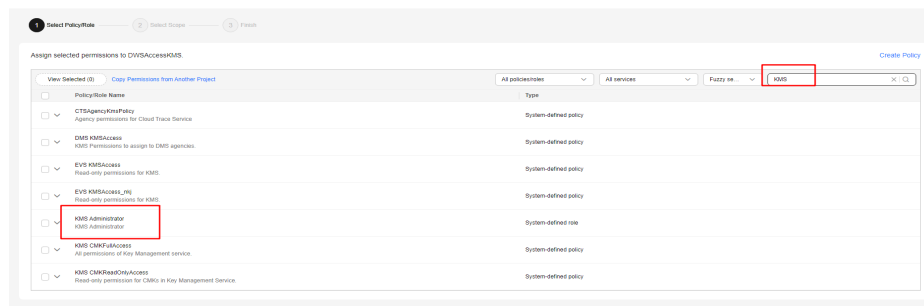 1 Select Policy/Role 2 Select Scope 3 Finish
Assign selected permissions to DWSAccessKMS. Create Policy
View Selected (0) Copy Permissions from Another Project All policies/roles All services Fuzzy se... KMS
Policy/Role Name Type
CTSAgencyKmsPolicy
Agency permissions for Cloud Trace Service
System-defined policy
DMS KMSAccess
KMS Permissions to assign to DMS agencies.
System-defined policy
EVS KMSAccess
Read-only permissions for KMS.
System-defined policy
EVS KMSAccess_mj
Read-only permissions for KMS.
System-defined policy
KMS Administrator
KMS Administrator
System-defined role
KMS CMKFullAccess
All permissions of Key Management service.
System-defined policy
KMS CMKReadOnlyAccess
Read-only permission for CMKs in Key Management Service.
System-defined policy